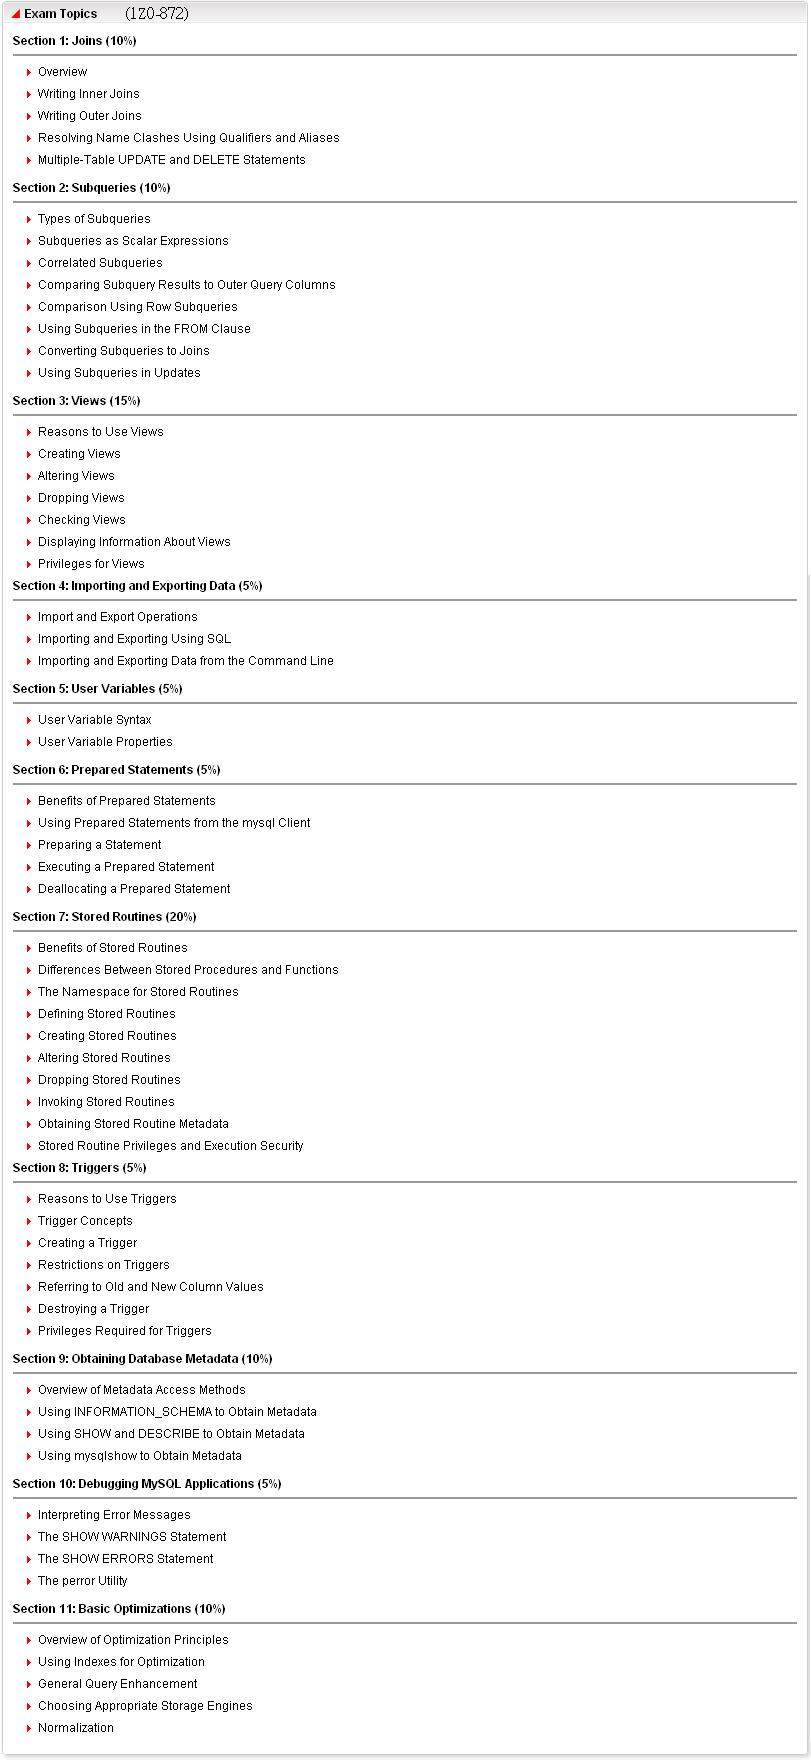 Exam Topics (1Z0-872)
Section 1: Joins (10%)
Overview
Writing Inner Joins
Writing Outer Joins
Resolving Name Clashes Using Qualifiers and Aliases
Multiple-Table UPDATE and DELETE Statements
Section 2: Subqueries (10%)
Types of Subqueries
Subqueries as Scalar Expressions
Correlated Subqueries
Comparing Subquery Results to Outer Query Columns
Comparison Using Row Subqueries
Using Subqueries in the FROM Clause
Converting Subqueries to Joins
Using Subqueries in Updates
Section 3: Views (15%)
Reasons to Use Views
Creating Views
Altering Views
Dropping Views
Checking Views
Displaying Information About Views
Privileges for Views
Section 4: Importing and Exporting Data (5%)
Import and Export Operations
Importing and Exporting Using SQL
Importing and Exporting Data from the Command Line
Section 5: User Variables (5%)
User Variable Syntax
User Variable Properties
Section 6: Prepared Statements (5%)
Benefits of Prepared Statements
Using Prepared Statements from the mysql Client
Preparing a Statement
Executing a Prepared Statement
Deallocating a Prepared Statement
Section 7: Stored Routines (20%)
Benefits of Stored Routines
Differences Between Stored Procedures and Functions
The Namespace for Stored Routines
Defining Stored Routines
Creating Stored Routines
Altering Stored Routines
Dropping Stored Routines
Invoking Stored Routines
Obtaining Stored Routine Metadata
Stored Routine Privileges and Execution Security
Section 8: Triggers (5%)
Reasons to Use Triggers
Trigger Concepts
Creating a Trigger
Restrictions on Triggers
Referring to Old and New Column Values
Destroying a Trigger
Privileges Required for Triggers
Section 9: Obtaining Database Metadata (10%)
Overview of Metadata Access Methods
Using INFORMATION_SCHEMA to Obtain Metadata
Using SHOW and DESCRIBE to Obtain Metadata
Using mysqlshow to Obtain Metadata
Section 10: Debugging MySQL Applications (5%)
Interpreting Error Messages
The SHOW WARNINGS Statement
The SHOW ERRORS Statement
The perror Utility
Section 11: Basic Optimizations (10%)
Overview of Optimization Principles
Using Indexes for Optimization
General Query Enhancement
Choosing Appropriate Storage Engines
Normalization